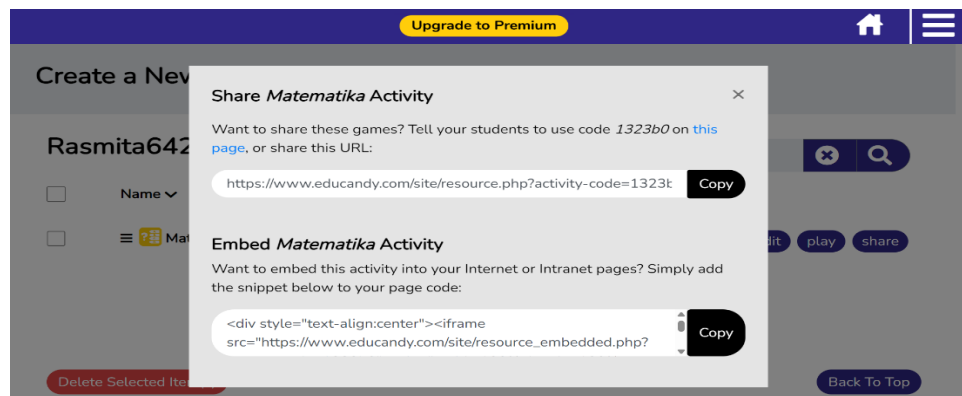 Upgrade to Premium
Create a New
Share Matematika Activity ×
Want to share these games? Tell your students to use code 1323b0 on this
page, or share this URL:
Rasmita642
https://www.educandy.com/site/resource.php?activity-code=1323b Copy
Name
Mat
edit play share
Embed Matematika Activity
Want to embed this activity into your Internet or Intranet pages? Simply add
the snippet below to your page code:
<div style="text-align:center"><iframe
src="https://www.educandy.com/site/resource_embedded.php?
Copy
Delete Selected Ite
Back To Top